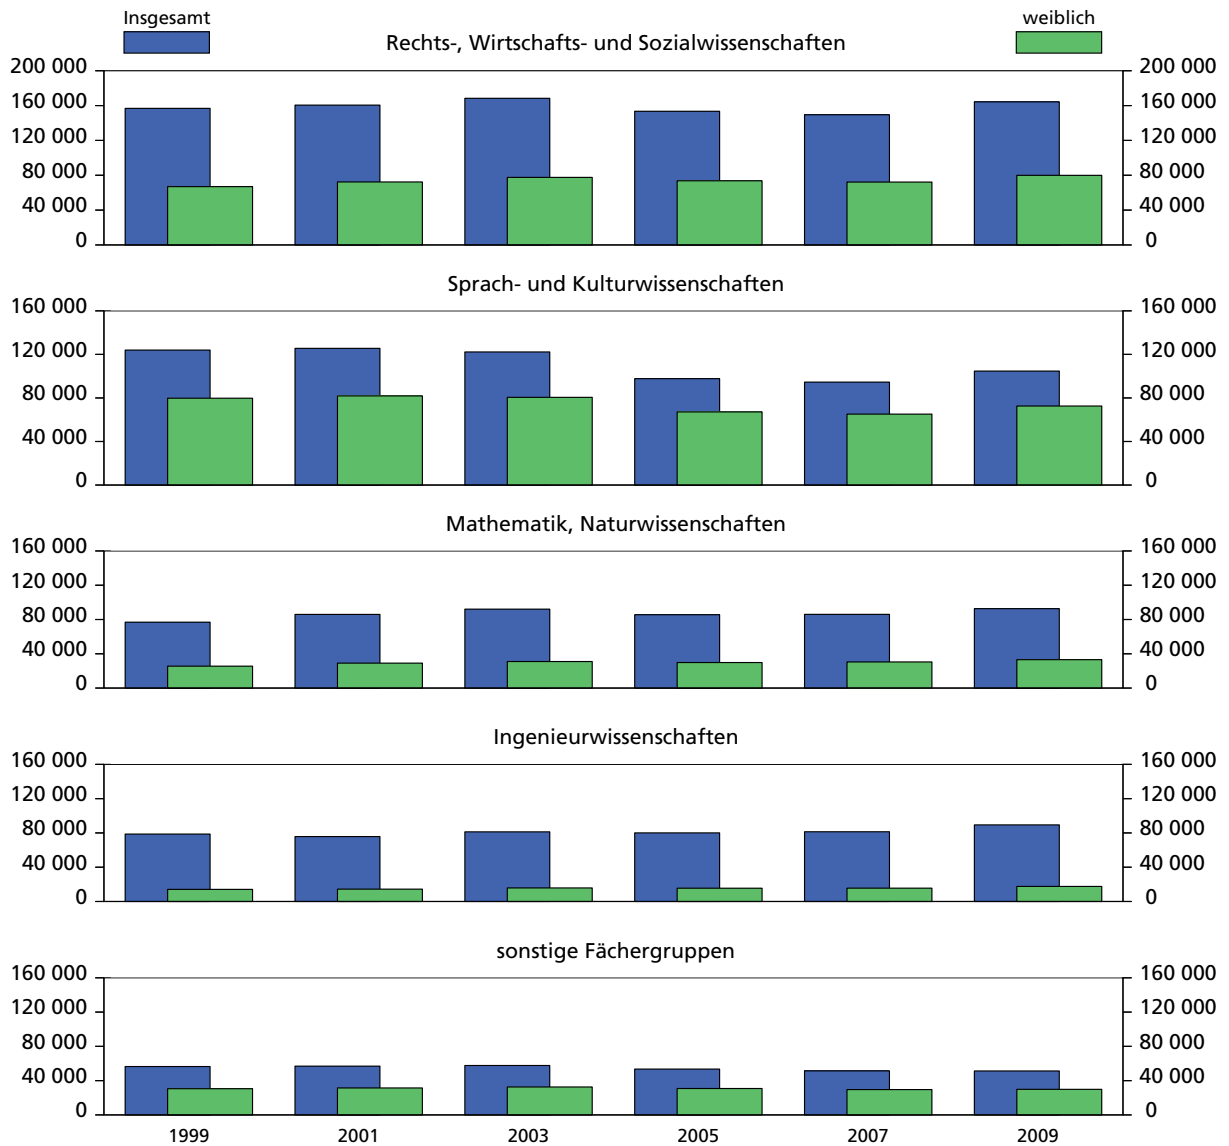 Insgesamt
weiblich
Rechts-, Wirtschafts- und Sozialwissenschaften
200 000 200 000
160 000 160 000
120 000 120 000
80 000 80 000
40 000 40 000
0 0
Sprach- und Kulturwissenschaften
160 000 160 000
120 000 120 000
80 000 80 000
40 000 40 000
0 0
Mathematik, Naturwissenschaften
160 000 160 000
120 000 120 000
80 000 80 000
40 000 40 000
0 0
Ingenieurwissenschaften
160 000 160 000
120 000 120 000
80 000 80 000
40 000 40 000
0 0
sonstige Fächergruppen
160 000 160 000
120 000 120 000
80 000 80 000
40 000 40 000
0 0
1999 2001 2003 2005 2007 2009